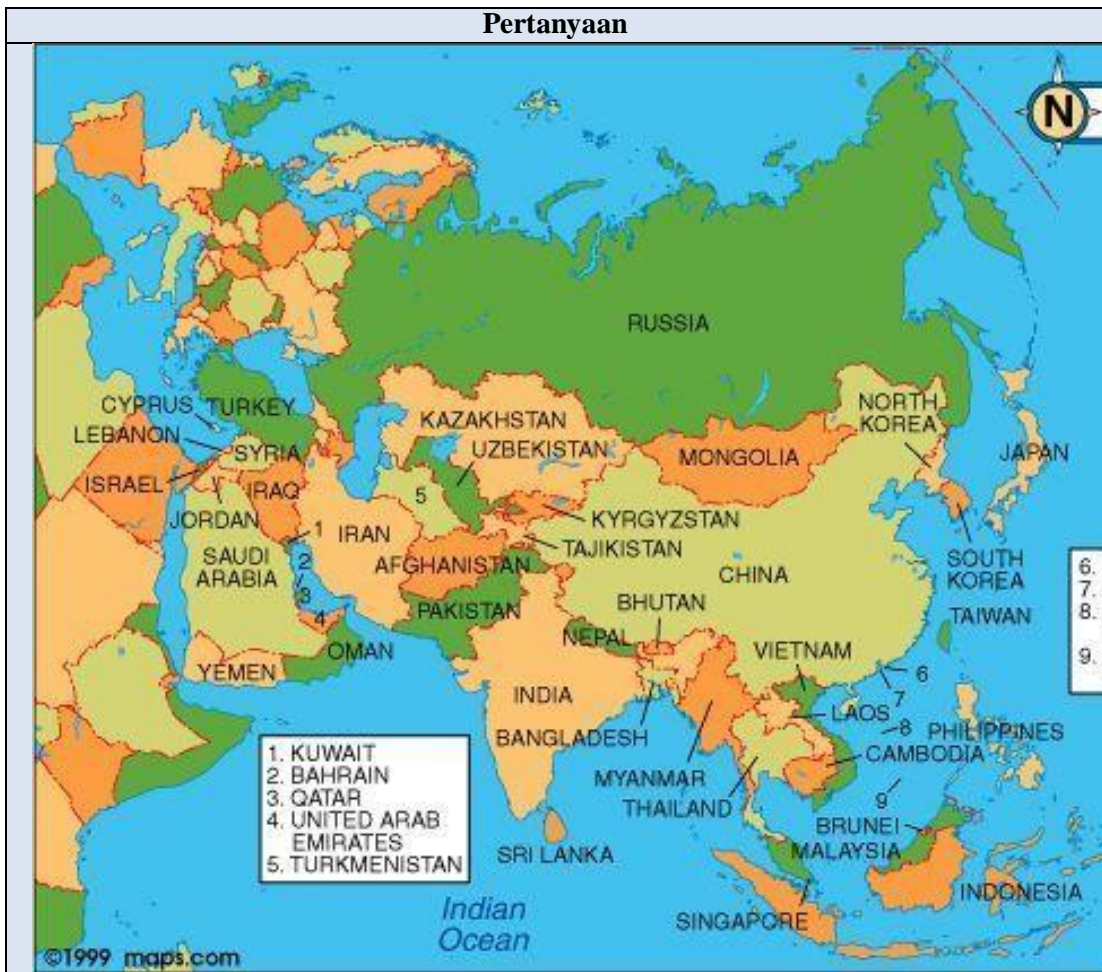 Pertanyaan
N
RUSSIA
CYPRUS
TURKEY
LEBANON
SYRIA
ISRAEL
IRAQ
JORDAN
SAUDI
ARABIA
1
2
3
4
IRAN
KAZAKHSTAN
UZBEKISTAN
5
KYRGYZSTAN
TAJIKISTAN
AFGHANISTAN
PAKISTAN
OMAN
YEMEN
MONGOLIA
NORTH
KOREA
JAPAN
SOUTH
KOREA
CHINA
TAIWAN
BHUTAN
NEPAL
INDIA
BANGLADESH
VIETNAM
6
7
LAOS
8
PHILIPPINES
CAMBODIA
MYANMAR
THAILAND
9
BRUNEI
MALAYSIA
SRI LANKA
SINGAPORE
INDONESIA
6.
7.
8.
9.
1. KUWAIT
2. BAHRAIN
3. QATAR
4. UNITED ARAB
EMIRATES
5. TURKMENISTAN
Indian
Ocean
©1999 maps.com